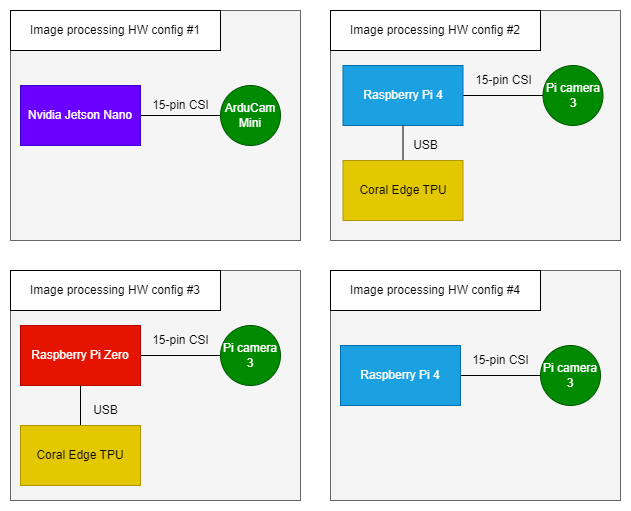 Image processing HW config #1
Nvidia Jetson Nano
15-pin CSI
ArduCam
Mini
Image processing HW config #2
Raspberry Pi 4
15-pin CSI
Pi camera
3
USB
Coral Edge TPU
Image processing HW config #3
Raspberry Pi Zero
15-pin CSI
Pi camera
3
USB
Coral Edge TPU
Image processing HW config #4
Raspberry Pi 4
15-pin CSI
Pi camera
3